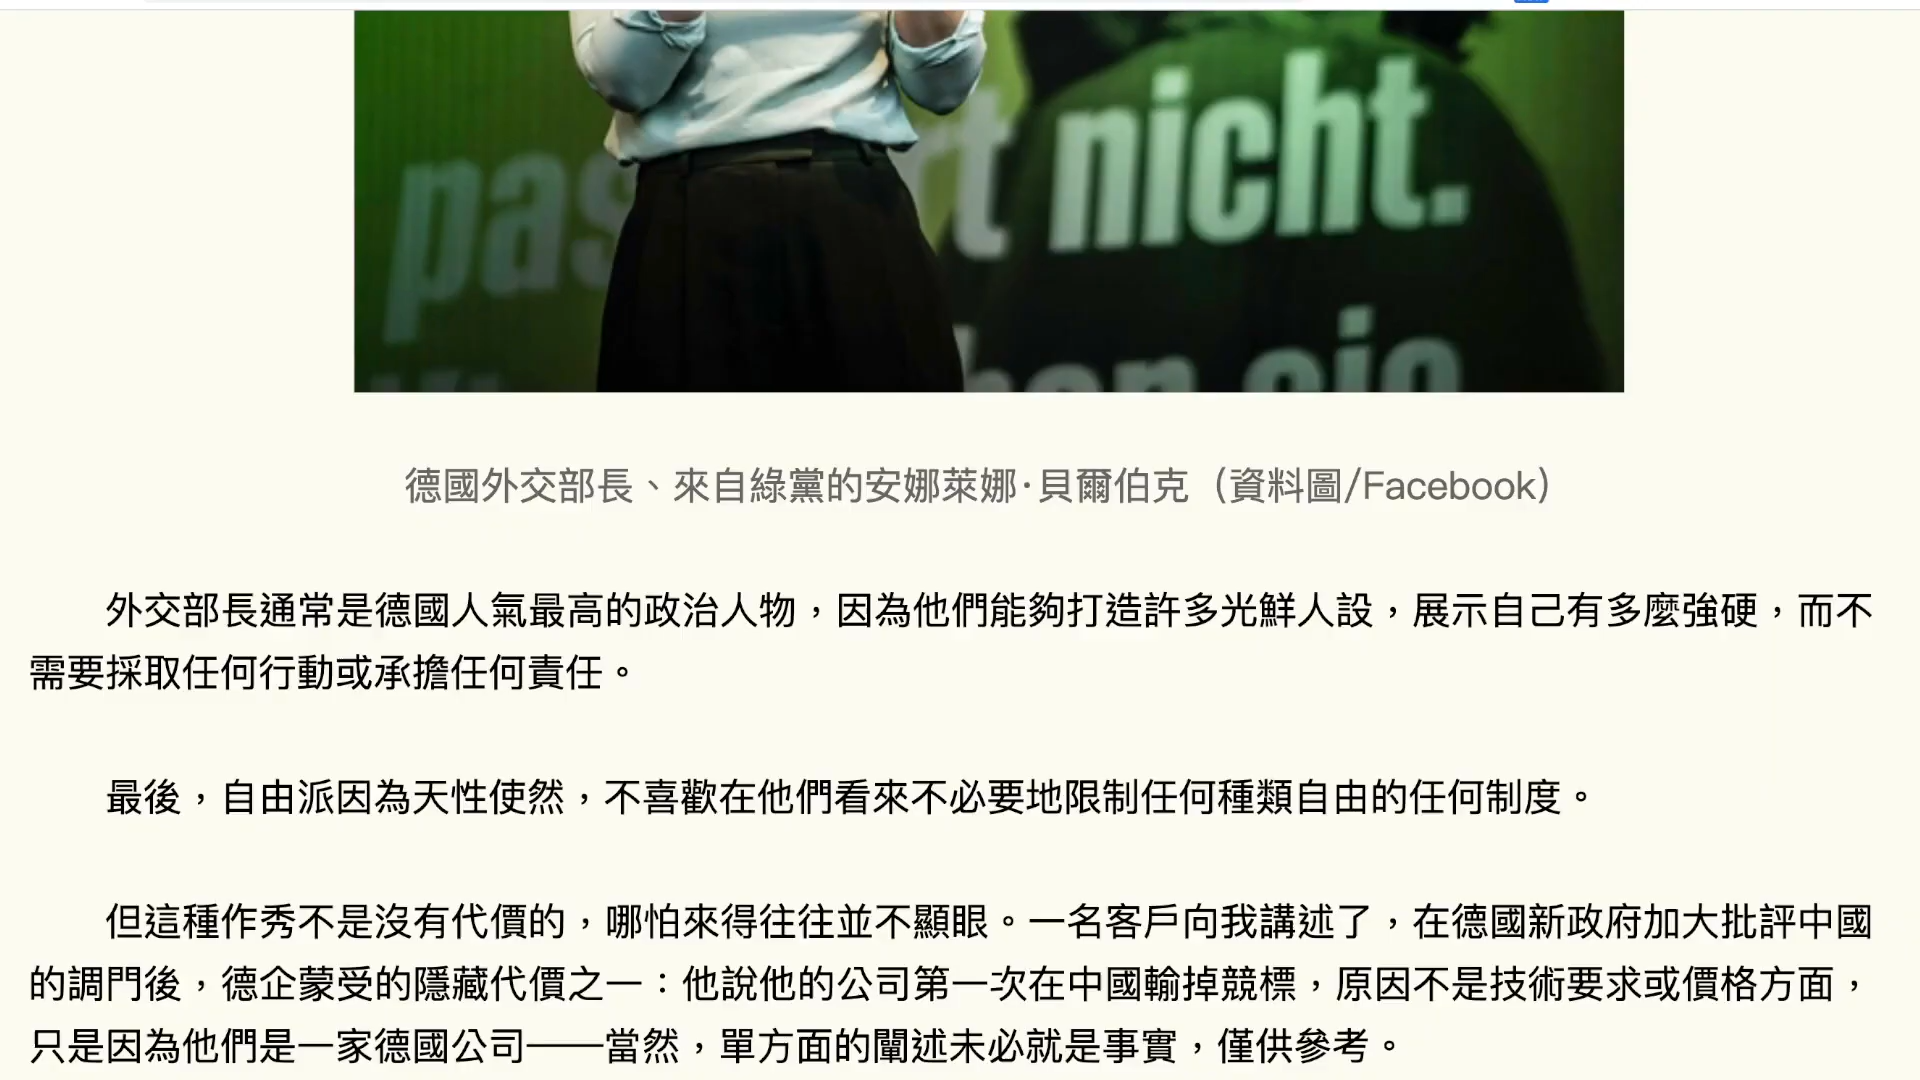 pas rt nicht.
德國外交部長、來自綠黨的安娜萊娜·貝爾伯克（資料圖/Facebook）
外交部長通常是德國人氣最高的政治人物，因為他們能夠打造許多光鮮人設，展示自己有多麼強硬，而不
需要採取任何行動或承擔任何責任。
最後，自由派因為天性使然，不喜歡在他們看來不必要地限制任何種類自由的任何制度。
但這種作秀不是沒有代價的，哪怕來得往往並不顯眼。一名客戶向我講述了，在德國新政府加大批評中國
的調門後，德企蒙受的隱藏代價之一：他說他的公司第一次在中國輸掉競標，原因不是技術要求或價格方面，
只是因為他們是一家德國公司——當然，單方面的闡述未必就是事實，僅供參考。